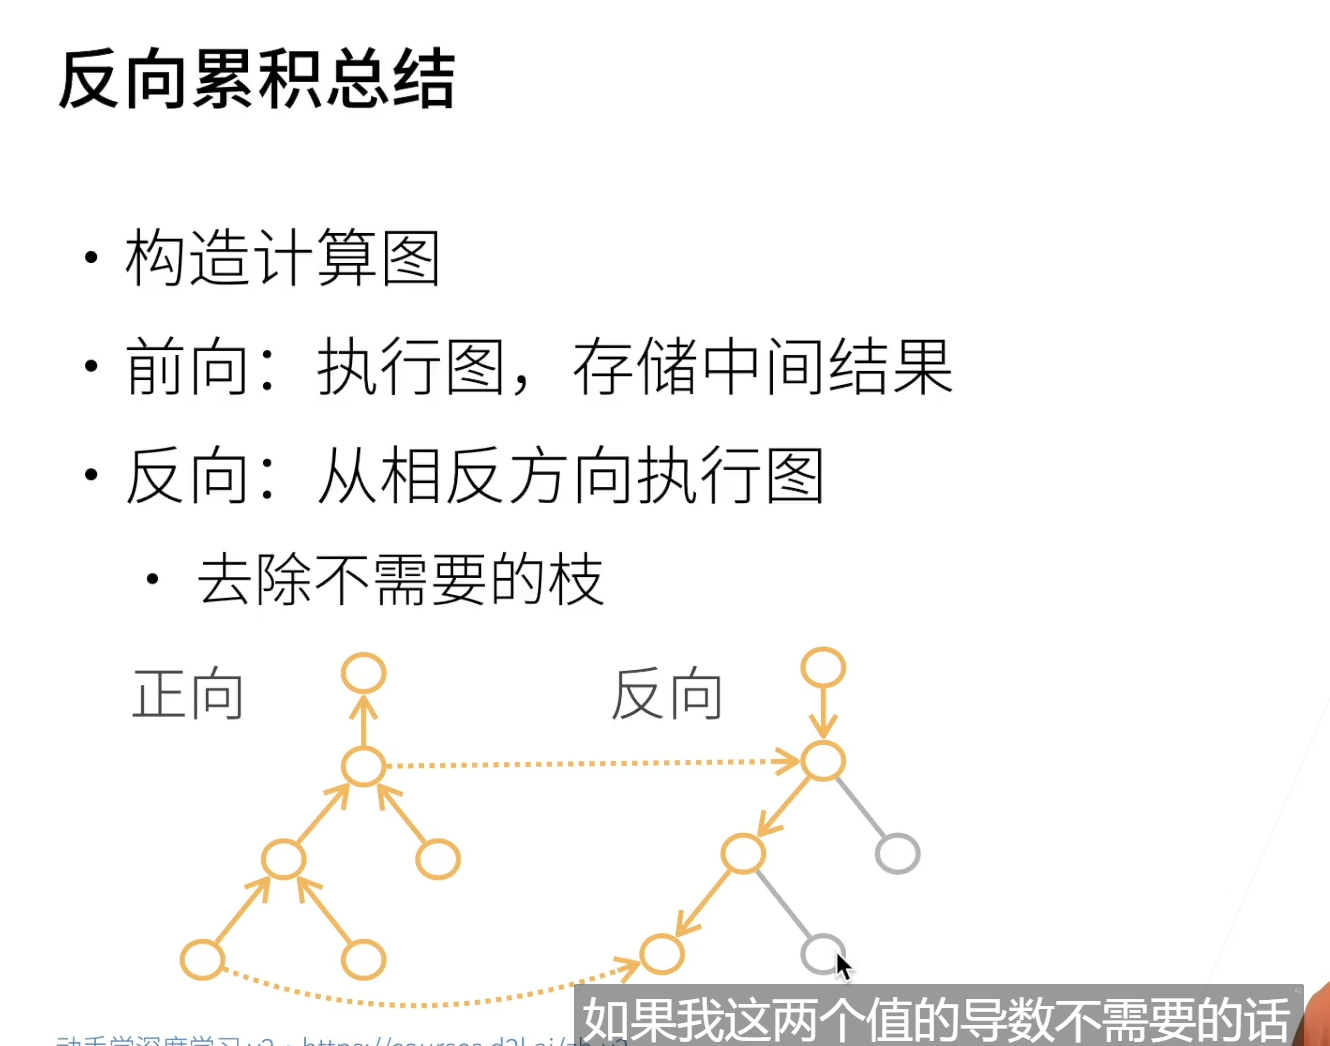 反向累积总结
• 构造计算图
• 前向：执行图，存储中间结果
• 反向：从相反方向执行图
• 去除不需要的枝
正向
反向
如果我这两个值的导数不需要的话
动手学深度学习 v2 · https://courses.d2l.ai/zh-v2